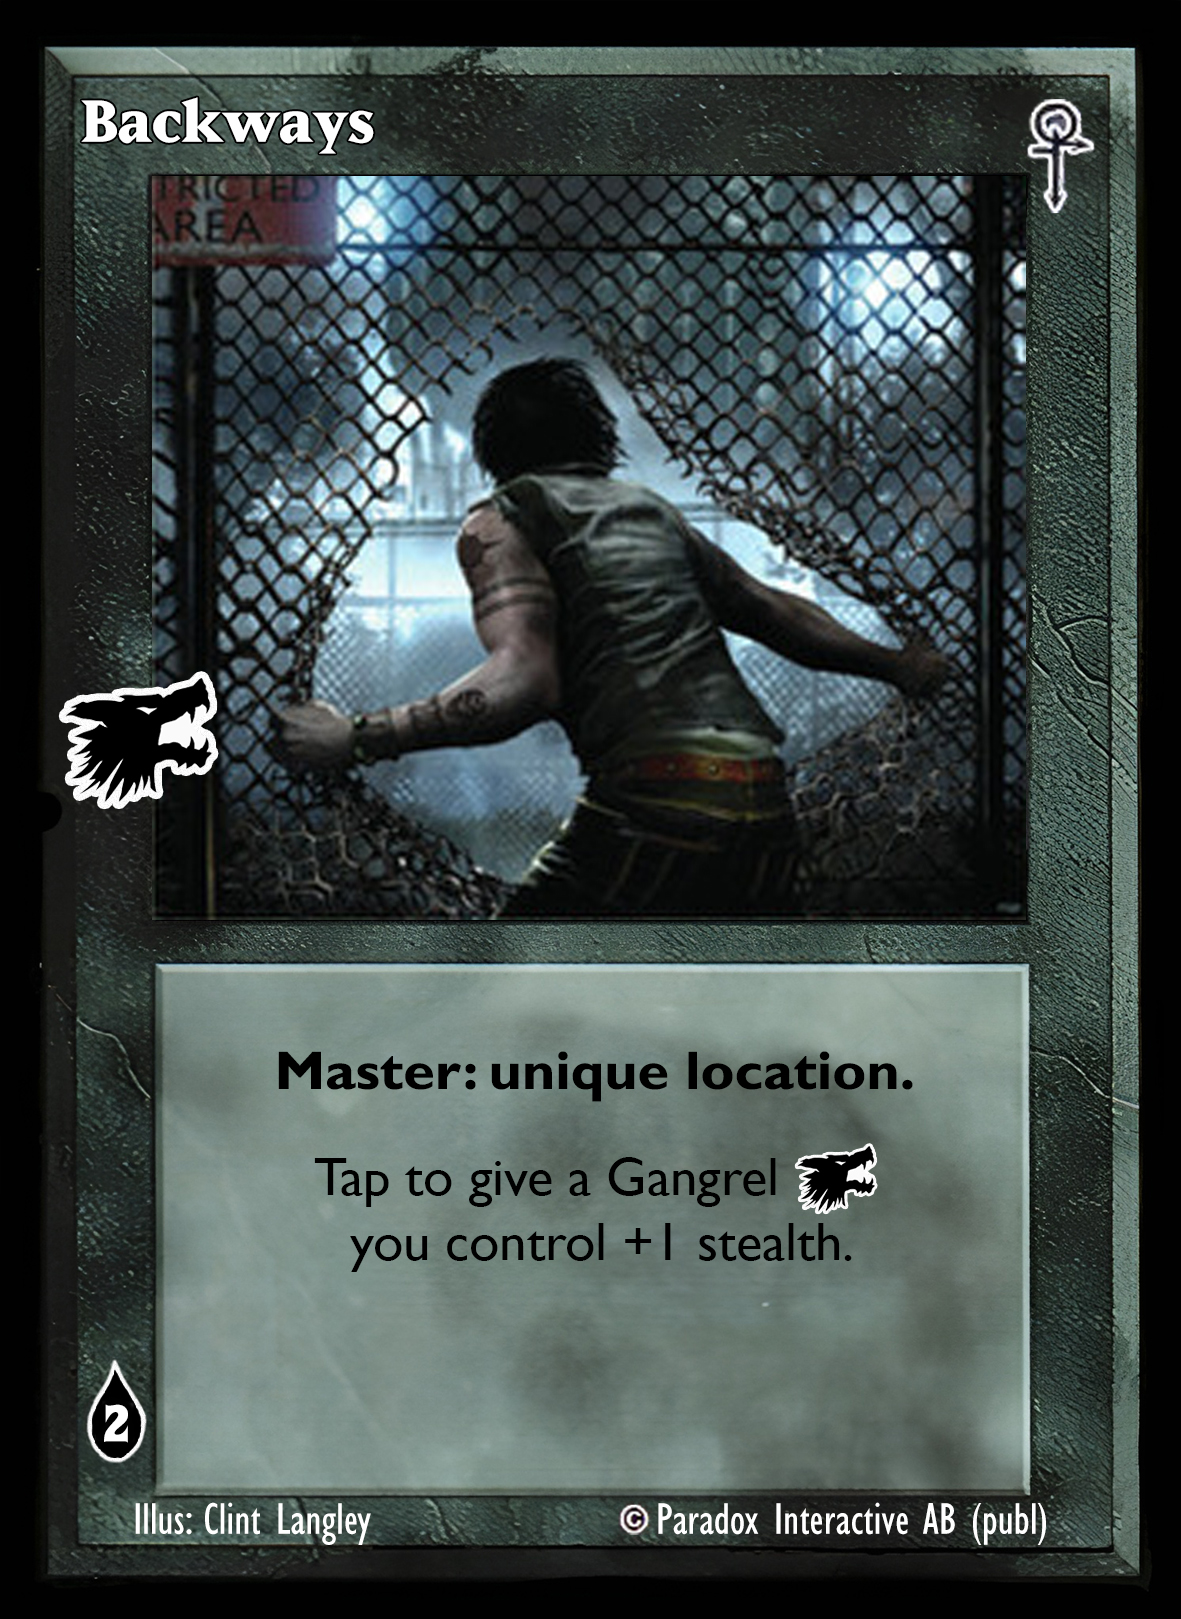 Backways
TRICTED
AREA
Master: unique location.
Tap to give a Gangrel
you control +1 stealth.
2
Illus: Clint Langley
© Paradox Interactive AB (publ)